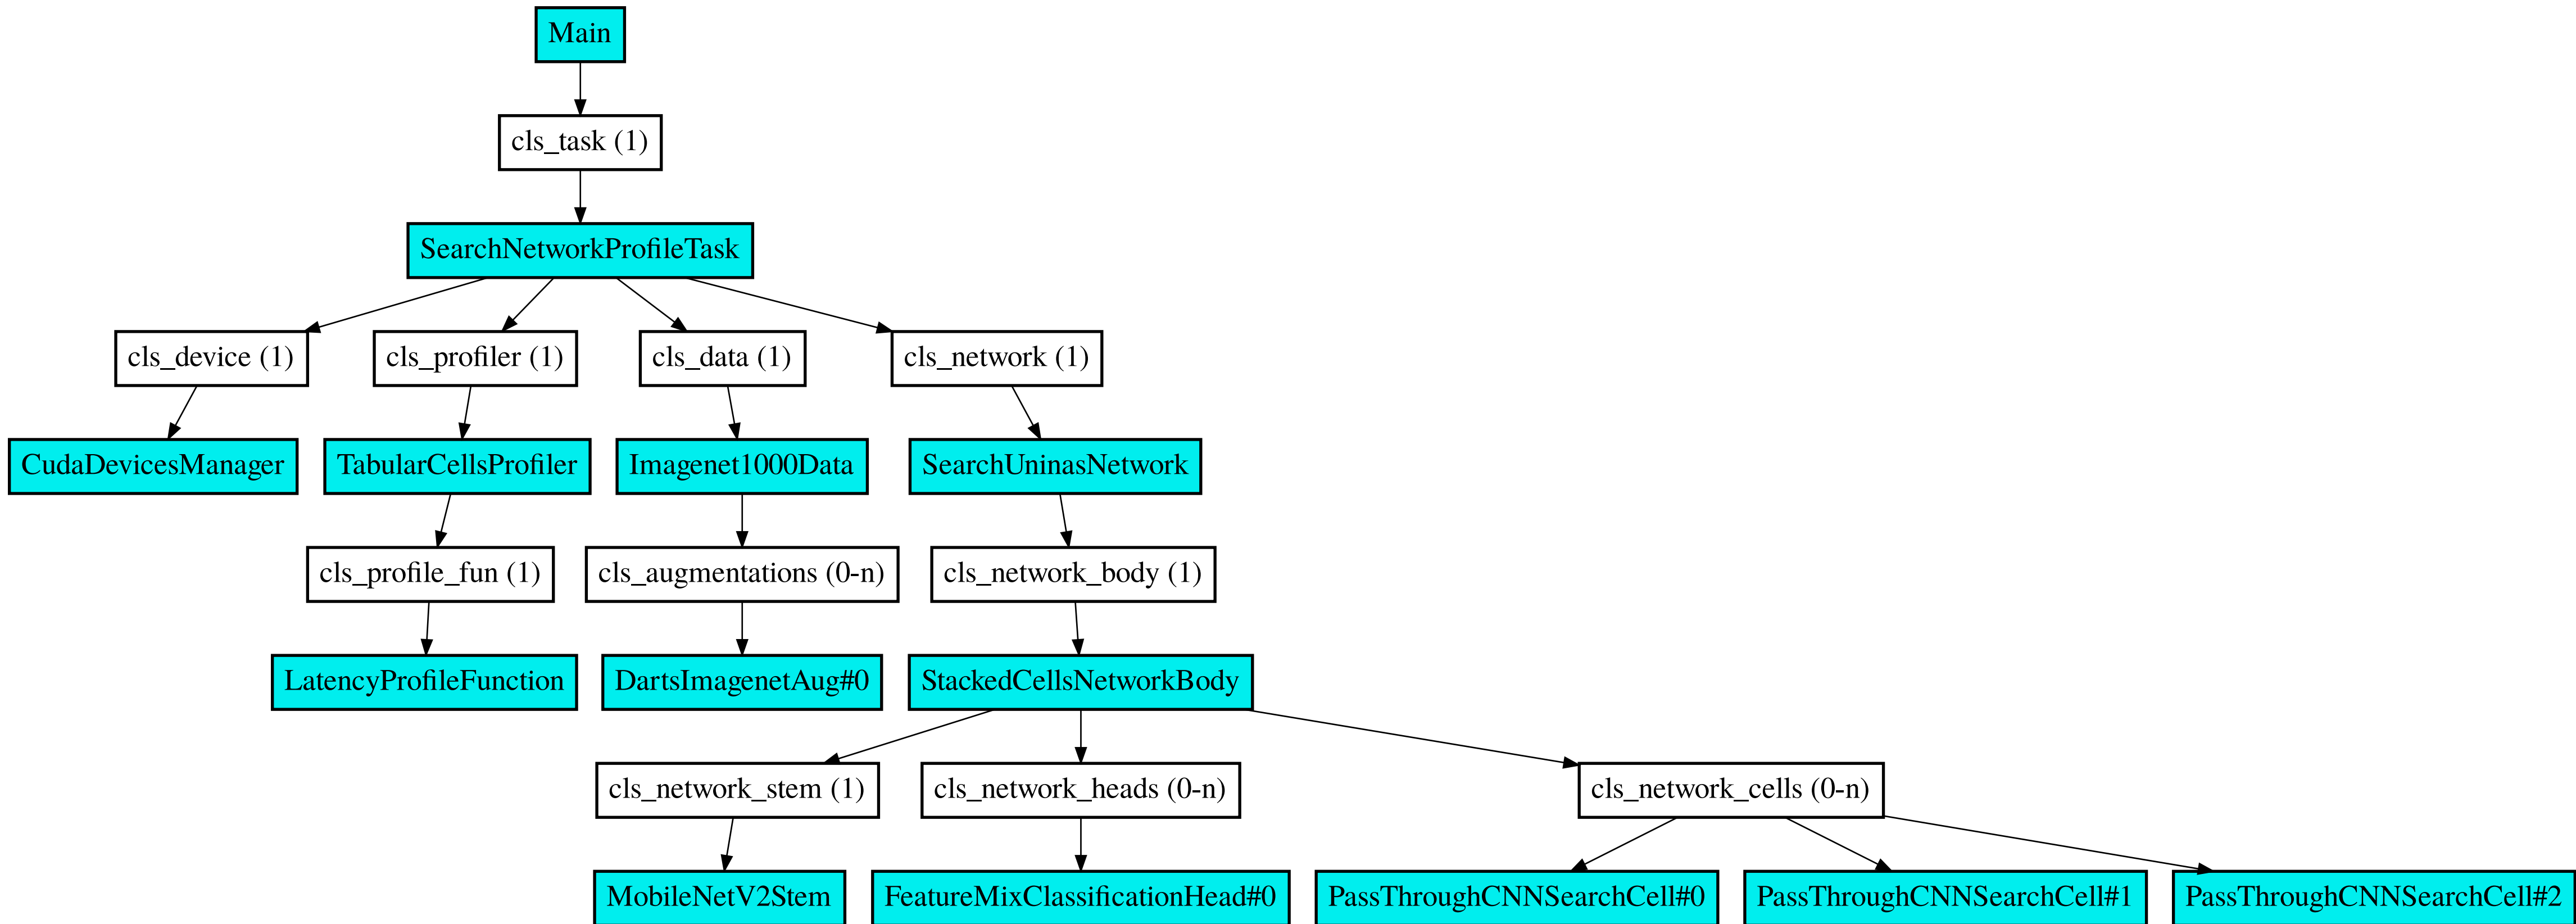 Main
cls_task (1)
SearchNetworkProfileTask
cls_device (1)
cls_profiler (1)
cls_data (1)
cls_network (1)
CudaDevicesManager
TabularCellsProfiler
Imagenet1000Data
SearchUninasNetwork
cls_profile_fun (1)
cls_augmentations (0-n)
cls_network_body (1)
LatencyProfileFunction
DartsImagenetAug#0
StackedCellsNetworkBody
cls_network_stem (1)
cls_network_heads (0-n)
cls_network_cells (0-n)
MobileNetV2Stem
FeatureMixClassificationHead#0
PassThroughCNNSearchCell#0
PassThroughCNNSearchCell#1
PassThroughCNNSearchCell#2